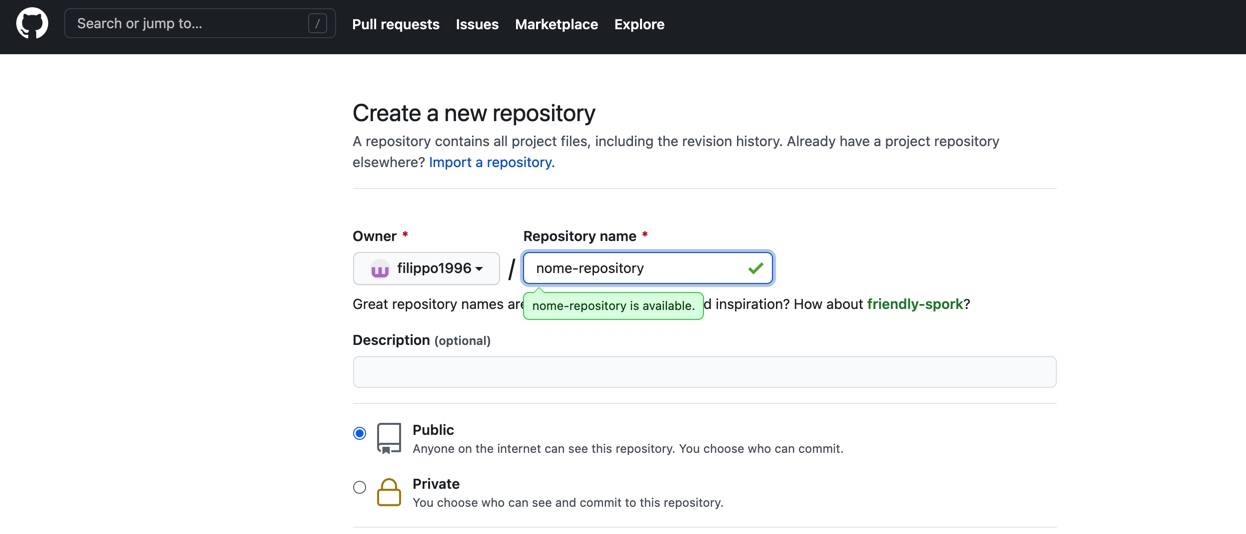 Search or jump to... /
Pull requests Issues Marketplace Explore
Create a new repository
A repository contains all project files, including the revision history. Already have a project repository
elsewhere? Import a repository.
Owner * Repository name *
filippo1996 / nome-repository
Great repository names are d inspiration? How about friendly-spork?
nome-repository is available.
Description (optional)
Public
Anyone on the internet can see this repository. You choose who can commit.
Private
You choose who can see and commit to this repository.